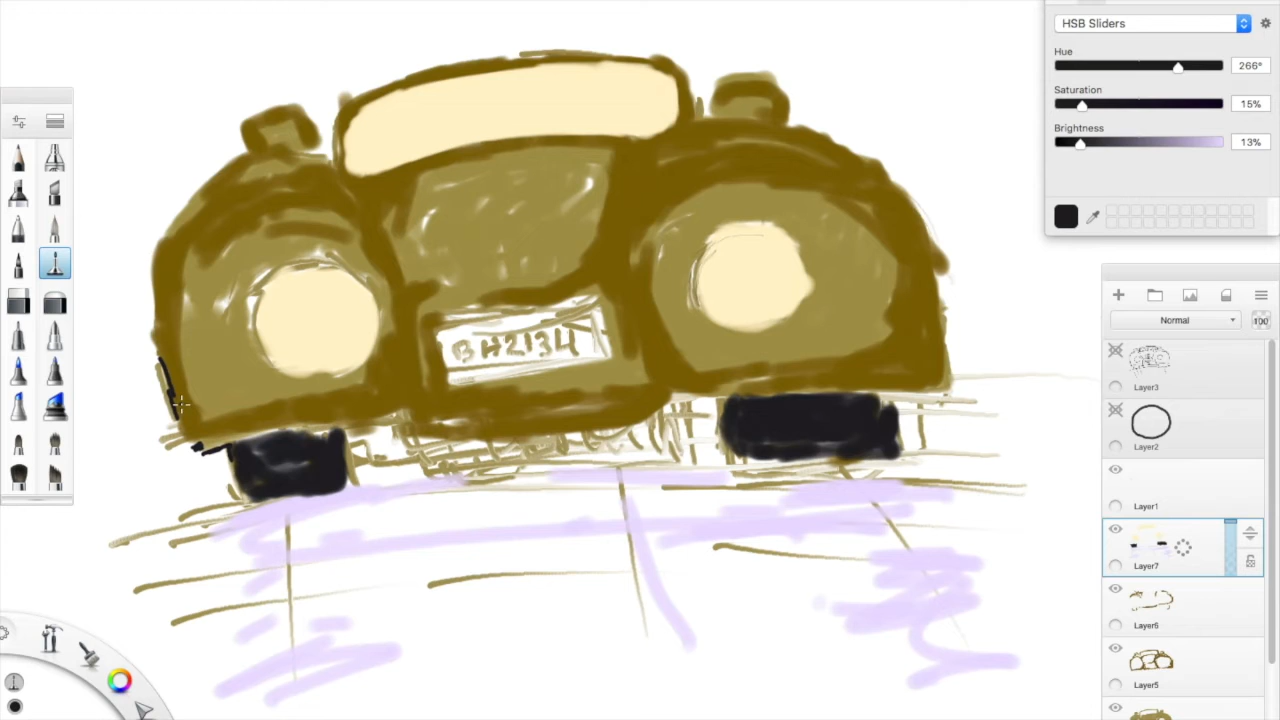 HSB Sliders
Hue
266°
Saturation
15%
Brightness
13%
BH2134
Normal
100
Layer3
Layer2
Layer1
Layer7
Layer6
Layer5